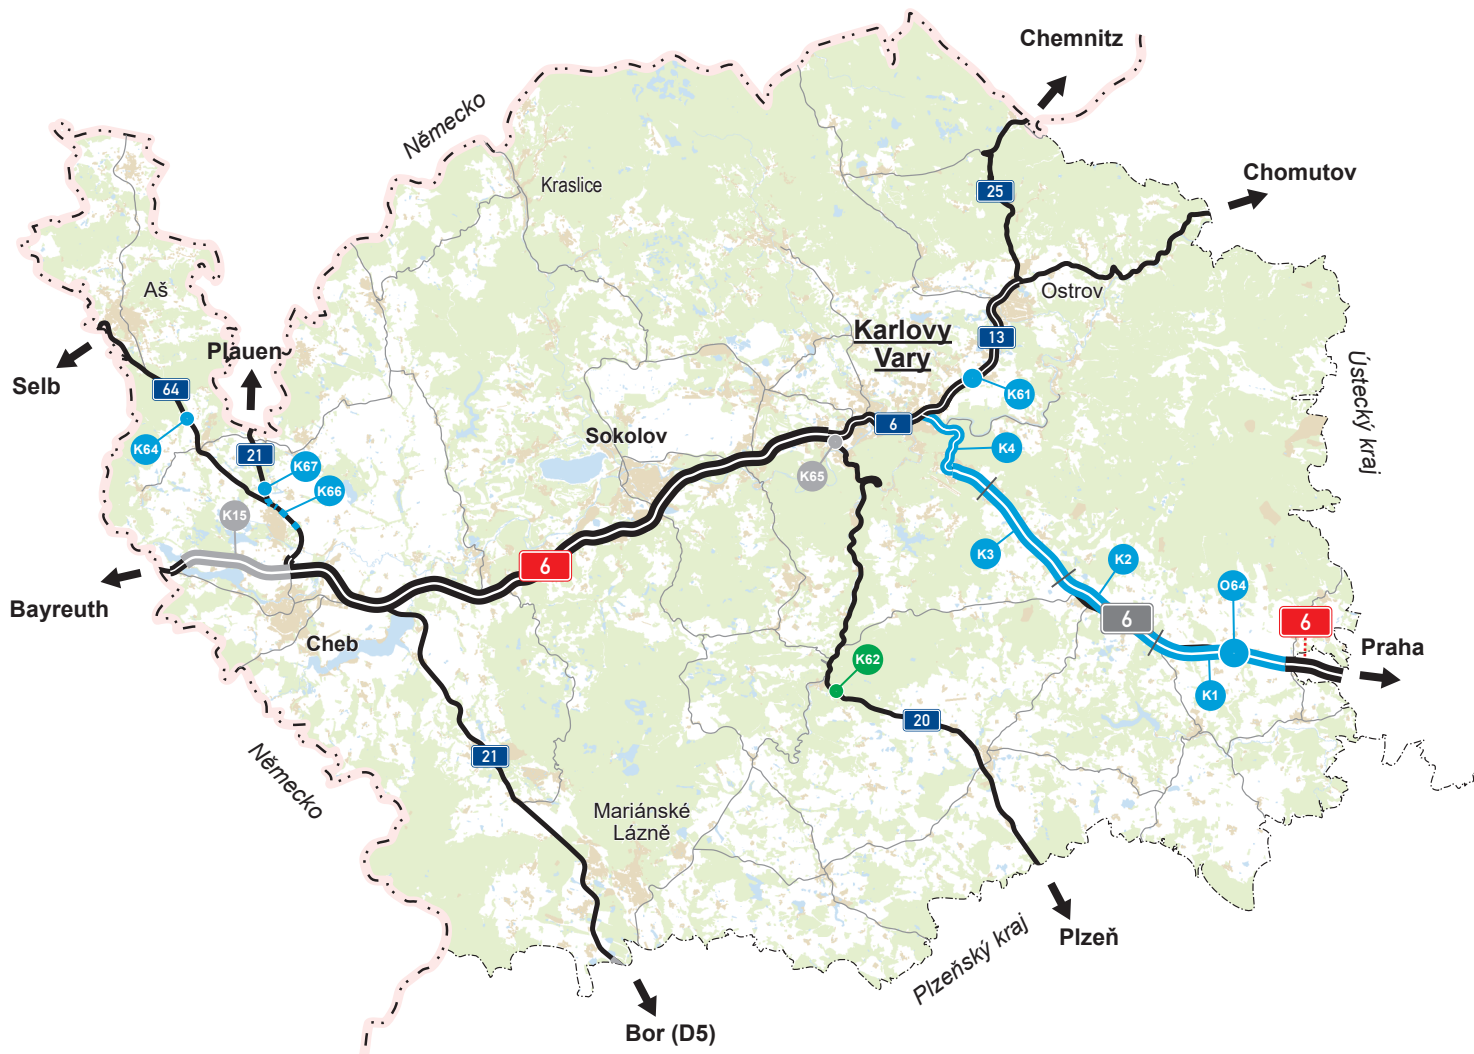 Chemnitz
Německo
Chomutov
Kraslice
25
Aš
Ostrov
Karlovy
Vary
13
Plauen
Selb
64
K61
Ústecký kraj
6
K64
21
K67
K66
Sokolov
K65
K4
K15
6
K3
K2
O64
Bayreuth
6
6
Cheb
Praha
K62
K1
20
21
Německo
Mariánské
Lázně
Plzeňský kraj
Plzeň
Bor (D5)